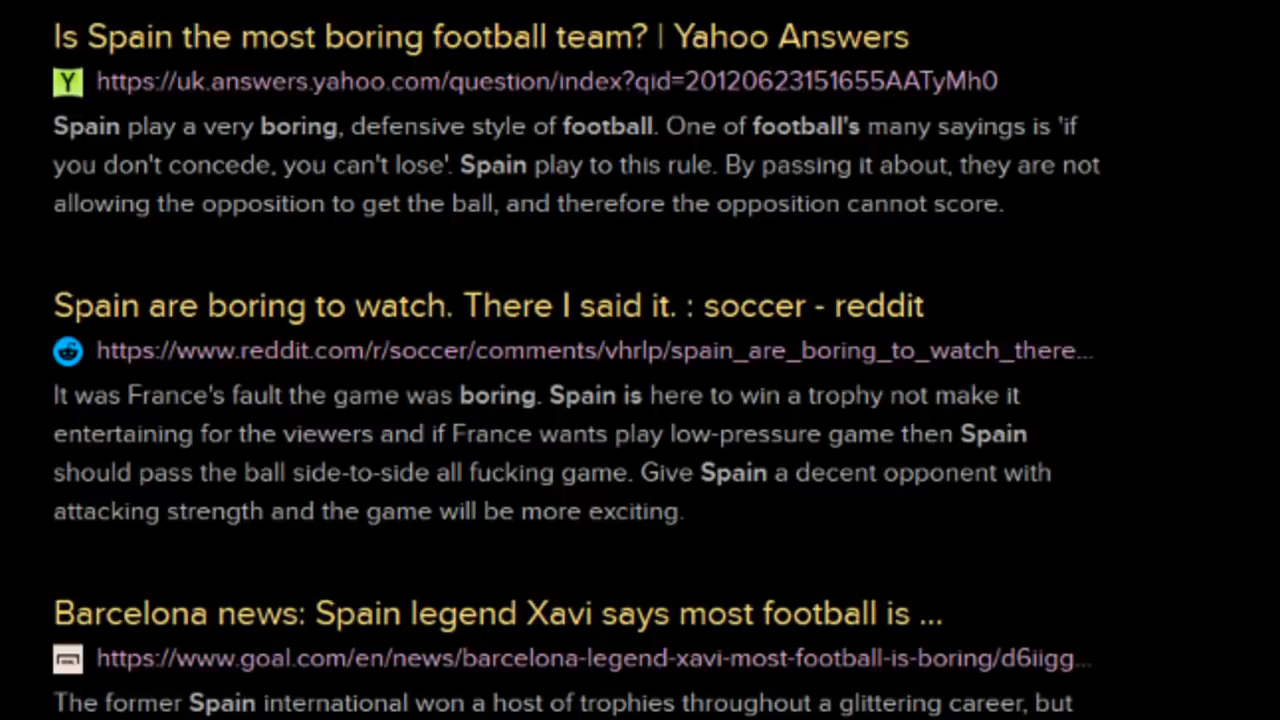 Is Spain the most boring football team? | Yahoo Answers
Y https://uk.answers.yahoo.com/question/index?qid=20120623151655AATyMh0
Spain play a very boring, defensive style of football. One of football's many sayings is 'if
you don't concede, you can't lose'. Spain play to this rule. By passing it about, they are not
allowing the opposition to get the ball, and therefore the opposition cannot score.
Spain are boring to watch. There I said it. : soccer - reddit
https://www.reddit.com/r/soccer/comments/vhrlp/spain_are_boring_to_watch_there...
It was France's fault the game was boring. Spain is here to win a trophy not make it
entertaining for the viewers and if France wants play low-pressure game then Spain
should pass the ball side-to-side all fucking game. Give Spain a decent opponent with
attacking strength and the game will be more exciting.
Barcelona news: Spain legend Xavi says most football is ...
https://www.goal.com/en/news/barcelona-legend-xavi-most-football-is-boring/d6iigg...
The former Spain international won a host of trophies throughout a glittering career, but